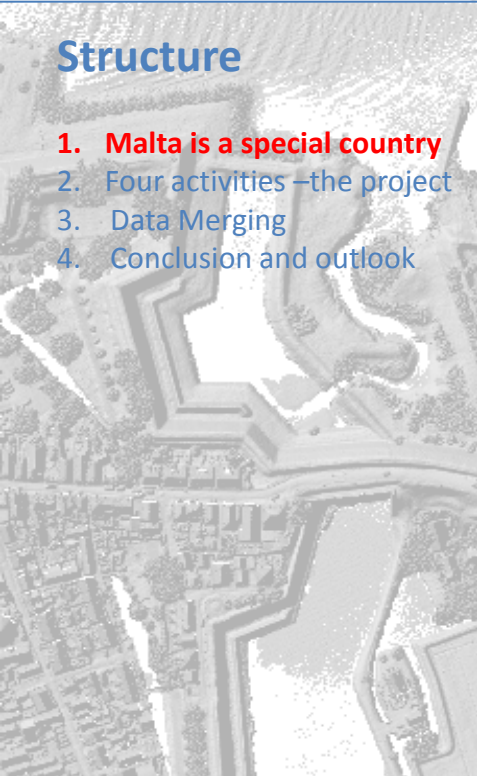 Structure
1. Malta is a special country
2. Four activities –the project
3. Data Merging
4. Conclusion and outlook